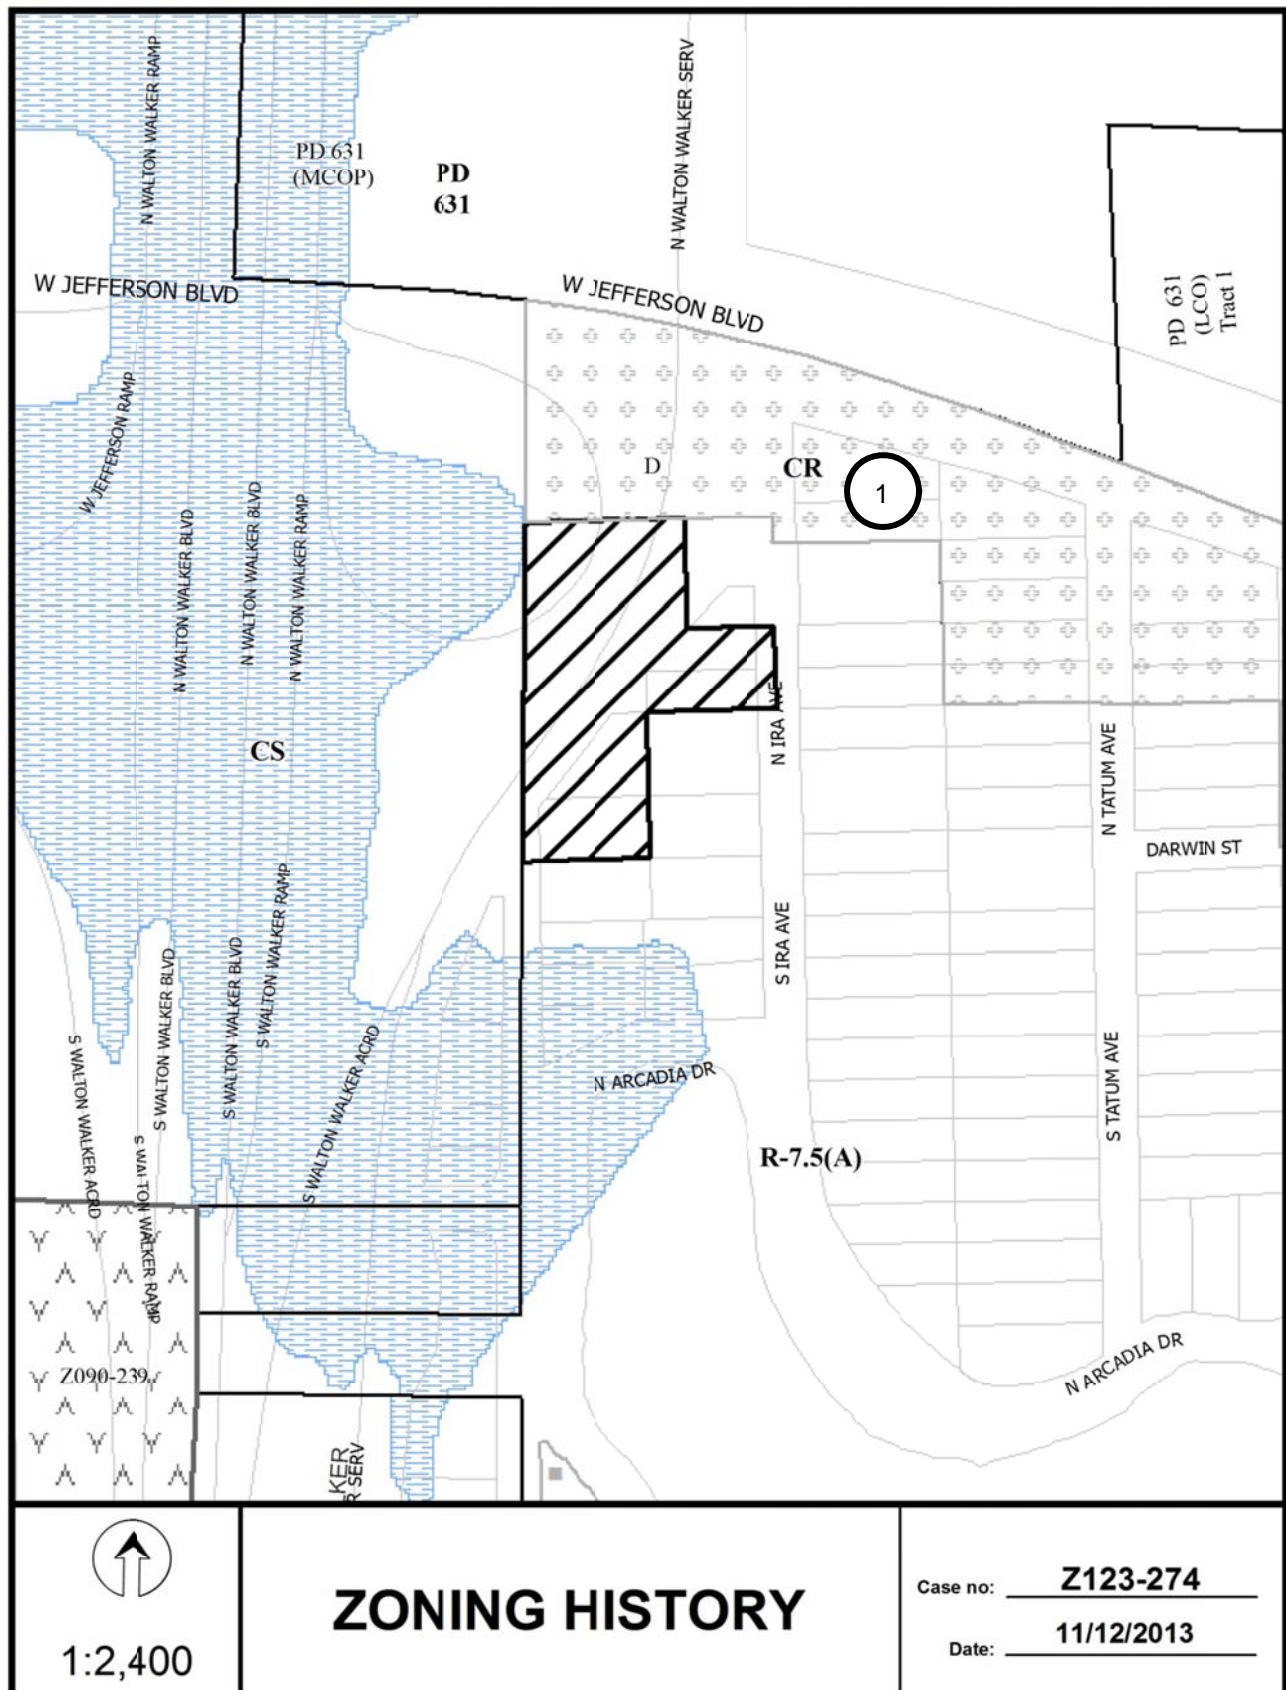 N WALTON WALKER RAMP
PD 631
(MCOP)
PD
631
N WALTON WALKER SERV
PD 631
(LCO)
Tract 1
W JEFFERSON BLVD
W JEFFERSON BLVD
W JEFFERSON RAMP
D
CR
1
N WALTON WALKER BLVD
N WALTON WALKER BLVD
N WALTON WALKER RAMP
CS
N IRA AVE
N TATUM AVE
DARWIN ST
S IRA AVE
S WALTON WALKER RAMP
S WALTON WALKER BLVD
S WALTON WALKER BLVD
S WALTON WALKER ACRD
S WALTON WALKER ACRD
S WALTON WALKER RAMP
N ARCADIA DR
S TATUM AVE
R-7.5(A)
Z090-239
N ARCADIA DR
KER
R SERV
1:2,400
ZONING HISTORY
Case no: Z123-274
Date: 11/12/2013